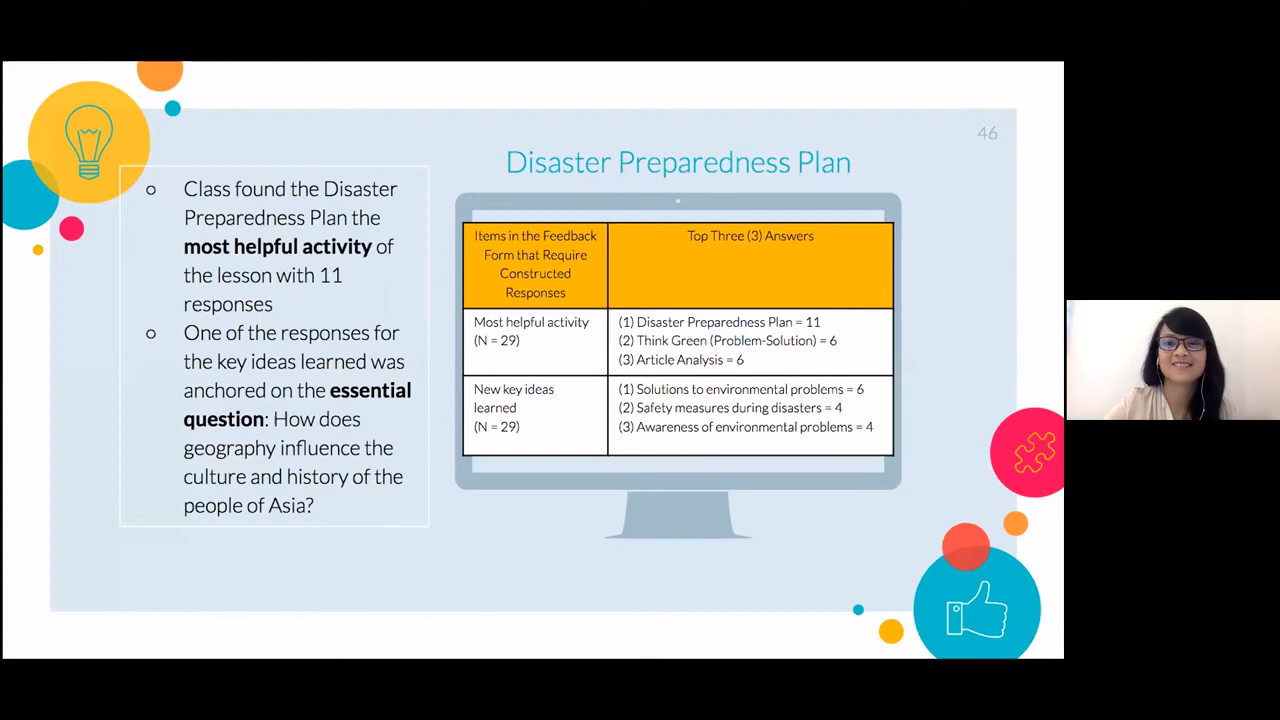 46
Disaster Preparedness Plan
○ Class found the Disaster
Preparedness Plan the
most helpful activity of
the lesson with 11
responses
○ One of the responses for
the key ideas learned was
anchored on the essential
question: How does
geography influence the
culture and history of the
people of Asia?
Items in the Feedback
Form that Require
Constructed
Responses
Top Three (3) Answers
Most helpful activity
(N = 29)
(1) Disaster Preparedness Plan = 11
(2) Think Green (Problem-Solution) = 6
(3) Article Analysis = 6
New key ideas
learned
(N = 29)
(1) Solutions to environmental problems = 6
(2) Safety measures during disasters = 4
(3) Awareness of environmental problems = 4